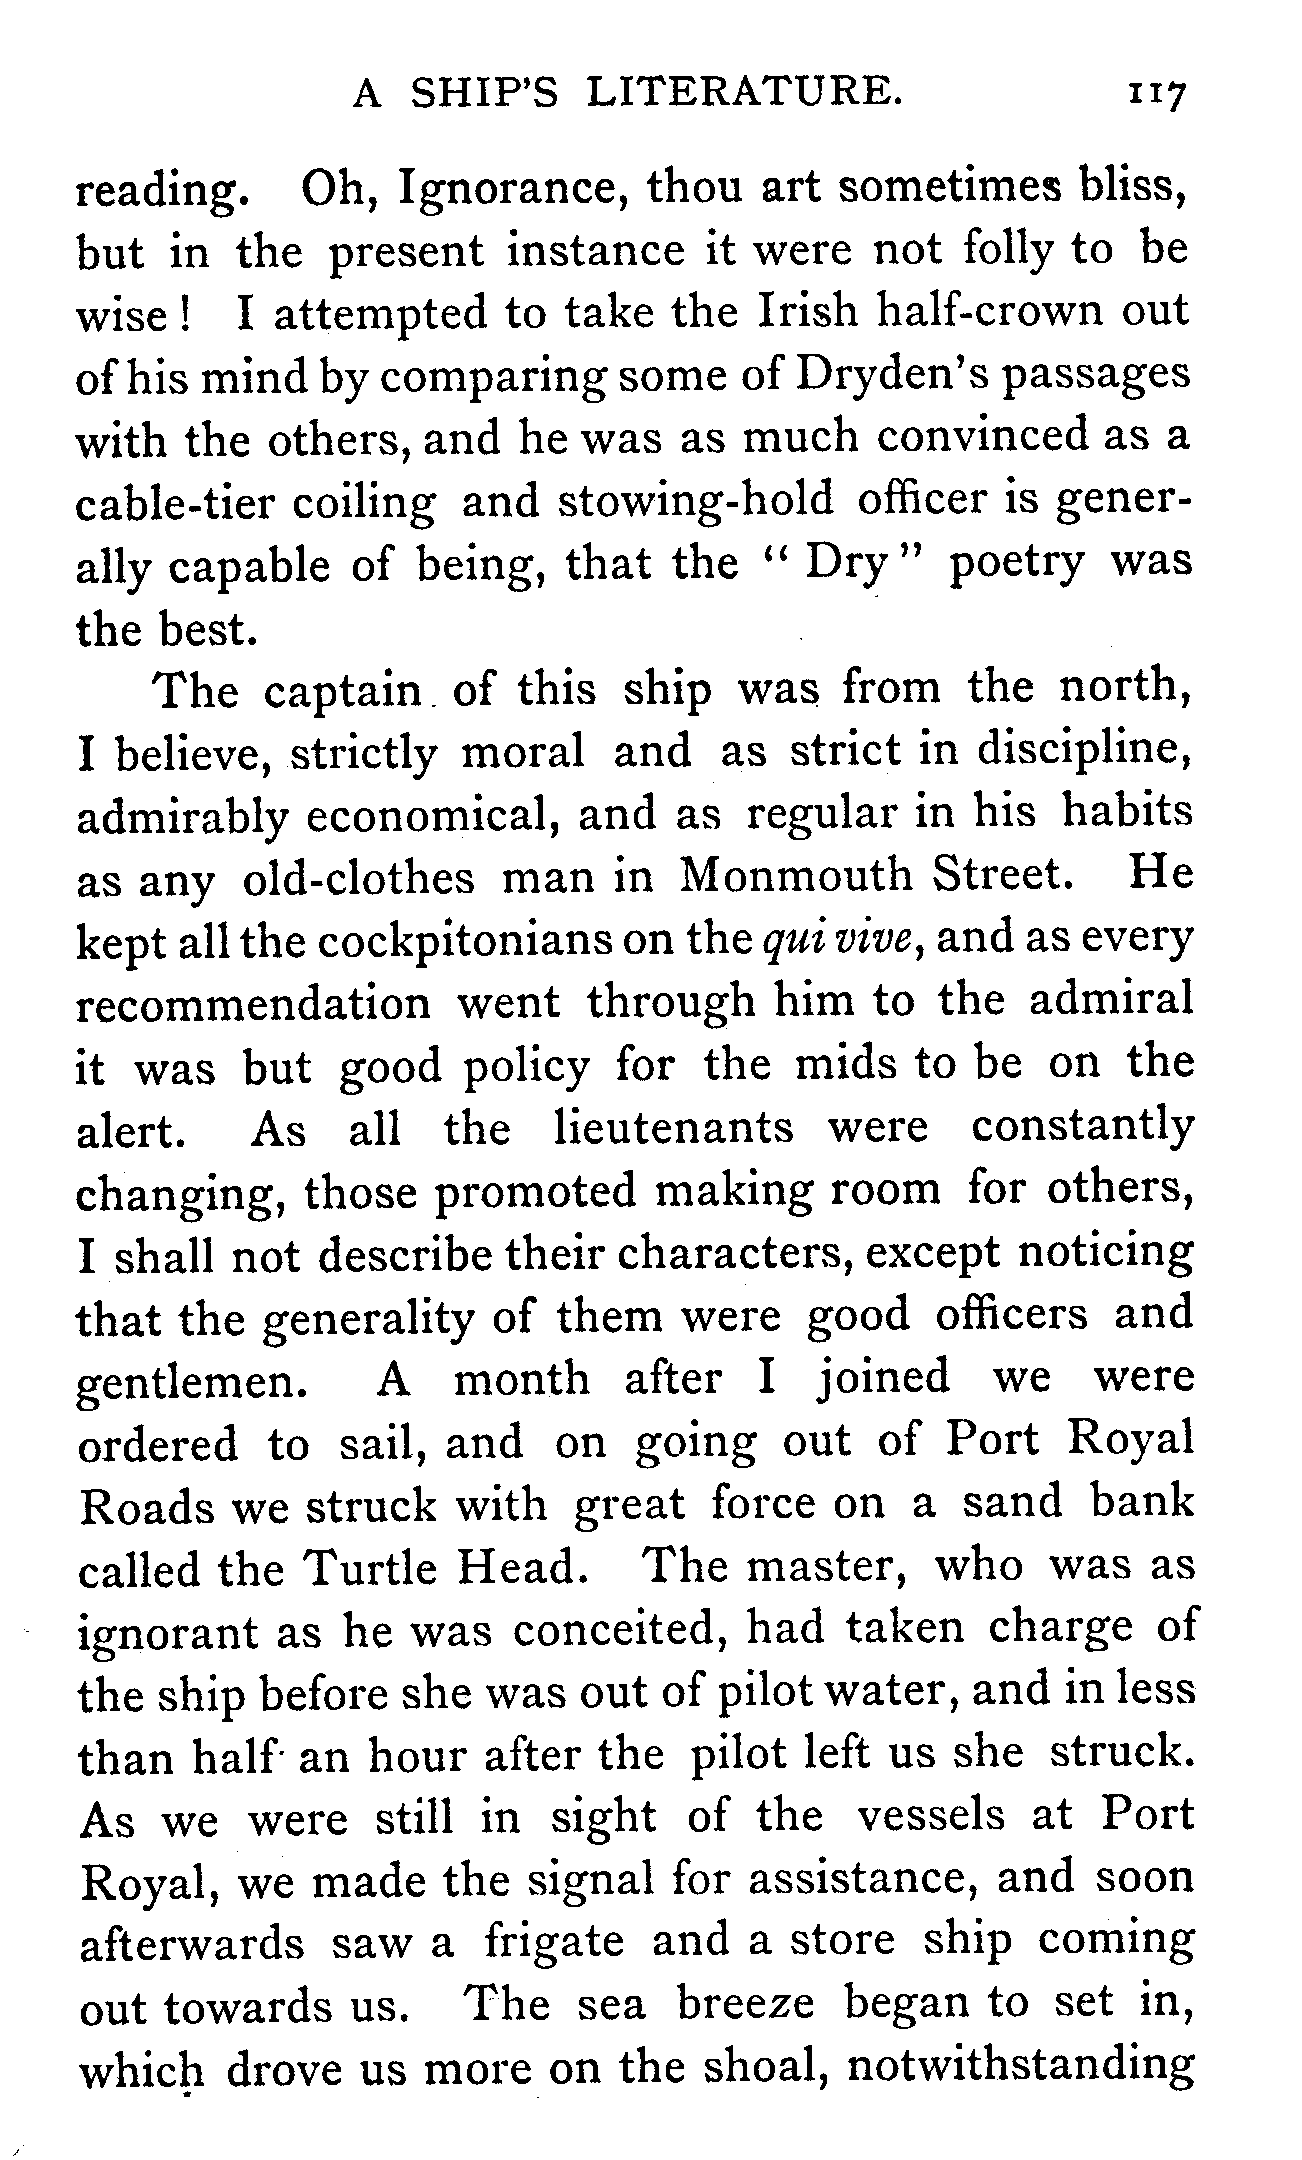 A SHIP'S LITERATURE. 117
reading. Oh, Ignorance, thou art sometimes bliss,
but in the present instance it were not folly to be
wise ! I attempted to take the Irish half-crown out
of his mind by comparing some of Dryden's passages
with the others, and he was as much convinced as a
cable-tier coiling and stowing-hold officer is gener-
ally capable of being, that the “ Dry ” poetry was
the best.
The captain of this ship was from the north,
I believe, strictly moral and as strict in discipline,
admirably economical, and as regular in his habits
as any old-clothes man in Monmouth Street. He
kept all the cockpitonians on the qui vive, and as every
recommendation went through him to the admiral
it was but good policy for the mids to be on the
alert. As all the lieutenants were constantly
changing, those promoted making room for others,
I shall not describe their characters, except noticing
that the generality of them were good officers and
gentlemen. A month after I joined we were
ordered to sail, and on going out of Port Royal
Roads we struck with great force on a sand bank
called the Turtle Head. The master, who was as
ignorant as he was conceited, had taken charge of
the ship before she was out of pilot water, and in less
than half an hour after the pilot left us she struck.
As we were still in sight of the vessels at Port
Royal, we made the signal for assistance, and soon
afterwards saw a frigate and a store ship coming
out towards us. The sea breeze began to set in,
which drove us more on the shoal, notwithstanding